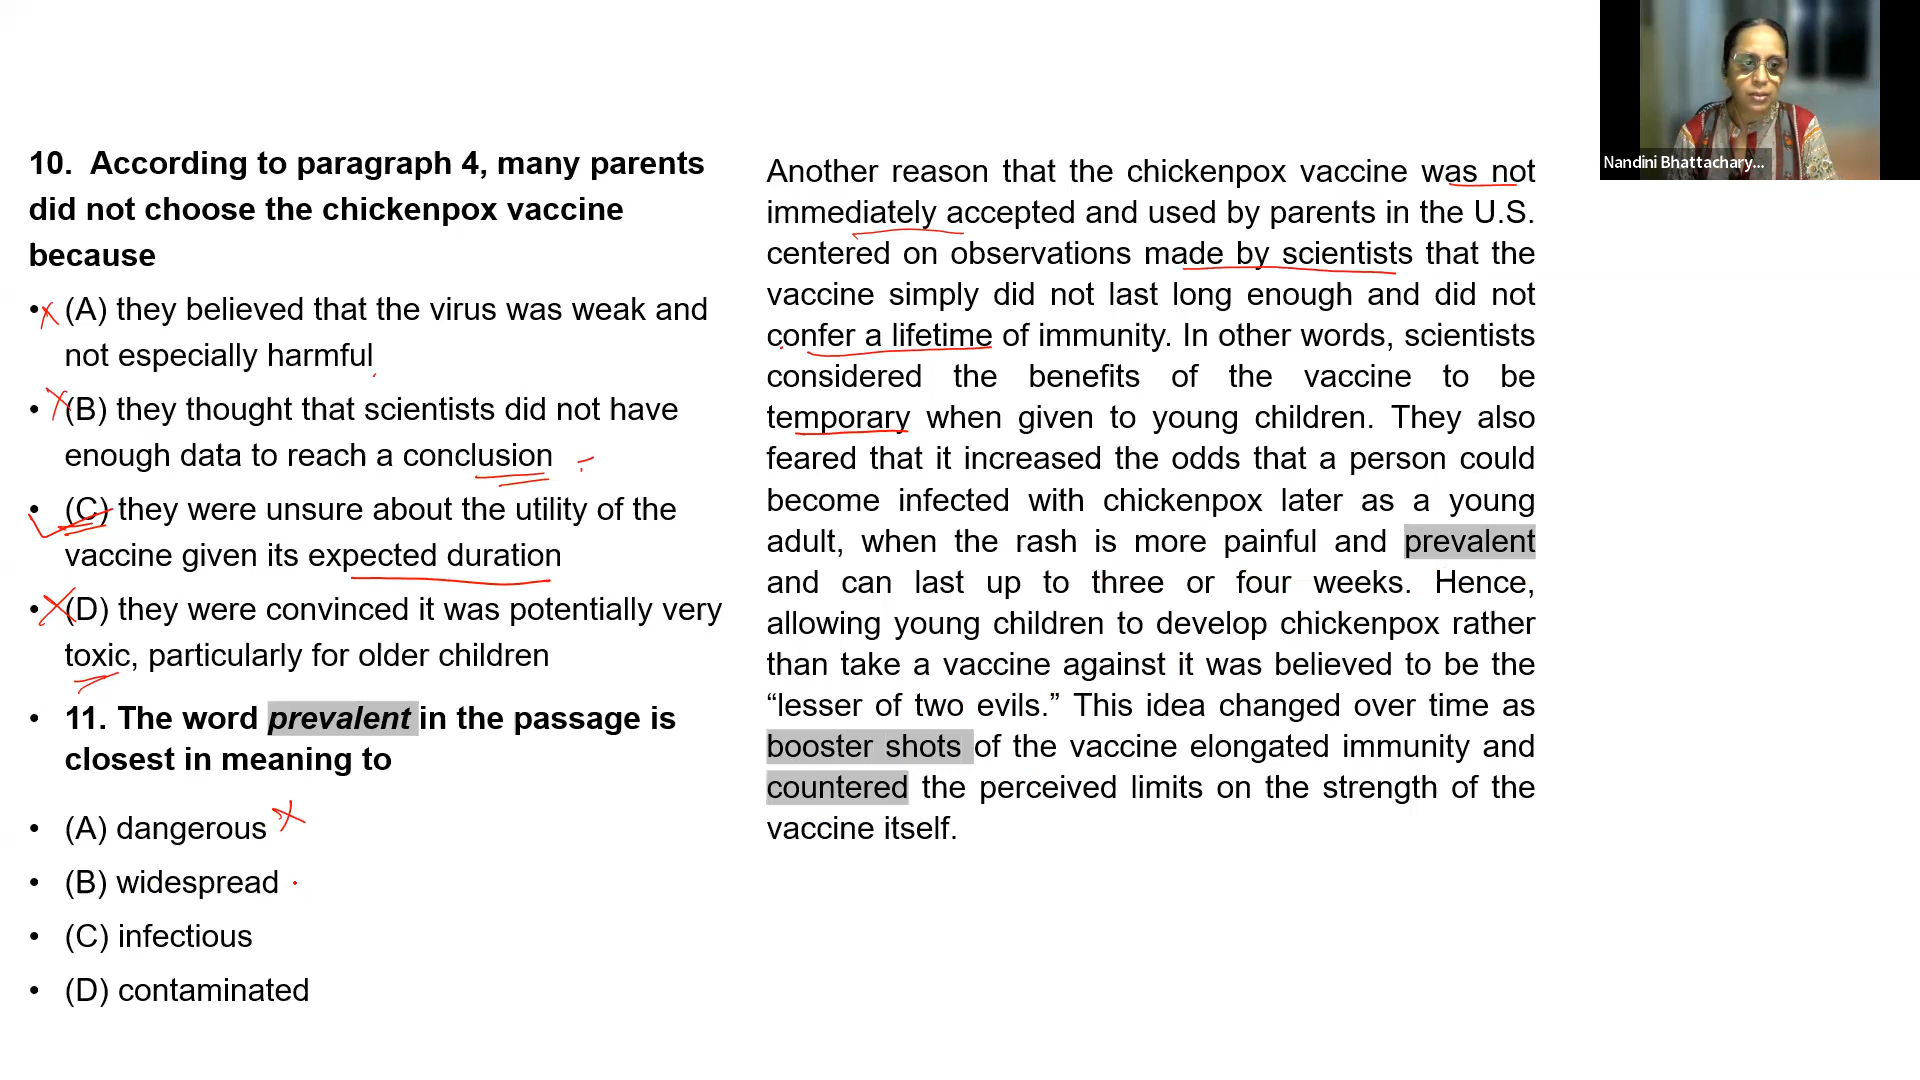 10. According to paragraph 4, many parents
did not choose the chickenpox vaccine
because
• (A) they believed that the virus was weak and
not especially harmful
• (B) they thought that scientists did not have
enough data to reach a conclusion
• (C) they were unsure about the utility of the
vaccine given its expected duration
• (D) they were convinced it was potentially very
toxic, particularly for older children
• 11. The word prevalent in the passage is
closest in meaning to
• (A) dangerous
• (B) widespread
• (C) infectious
• (D) contaminated
Another reason that the chickenpox vaccine was not
immediately accepted and used by parents in the U.S.
centered on observations made by scientists that the
vaccine simply did not last long enough and did not
confer a lifetime of immunity. In other words, scientists
considered the benefits of the vaccine to be
temporary when given to young children. They also
feared that it increased the odds that a person could
become infected with chickenpox later as a young
adult, when the rash is more painful and prevalent
and can last up to three or four weeks. Hence,
allowing young children to develop chickenpox rather
than take a vaccine against it was believed to be the
“lesser of two evils.” This idea changed over time as
booster shots of the vaccine elongated immunity and
countered the perceived limits on the strength of the
vaccine itself.
Nandini Bhattachary...